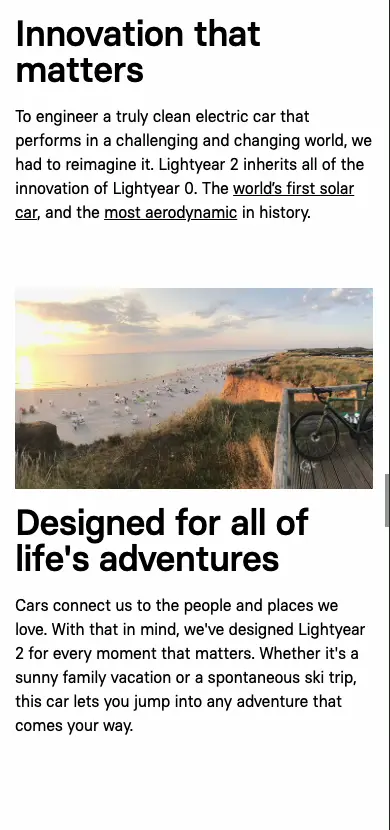 Innovation that
matters
To engineer a truly clean electric car that
performs in a challenging and changing world, we
had to reimagine it. Lightyear 2 inherits all of the
innovation of Lightyear 0. The world's first solar
car, and the most aerodynamic in history.
Designed for all of
life's adventures
Cars connect us to the people and places we
love. With that in mind, we've designed Lightyear
2 for every moment that matters. Whether it's a
sunny family vacation or a spontaneous ski trip,
this car lets you jump into any adventure that
comes your way.